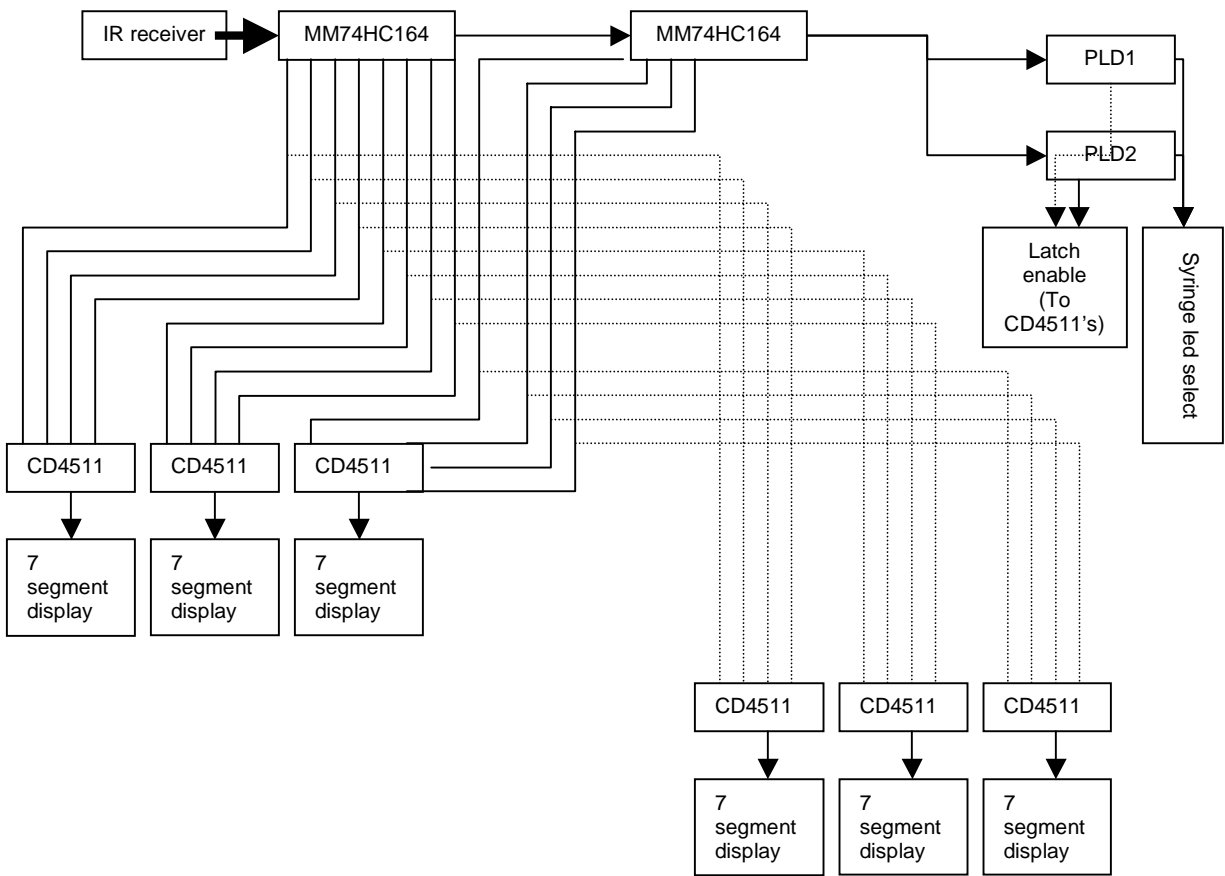 IR receiver
MM74HC164
MM74HC164
PLD1
PLD2
Latch
enable
(To
CD4511's)
Syringe led select
CD4511
CD4511
CD4511
7
segment
display
7
segment
display
7
segment
display
CD4511
CD4511
CD4511
7
segment
display
7
segment
display
7
segment
display